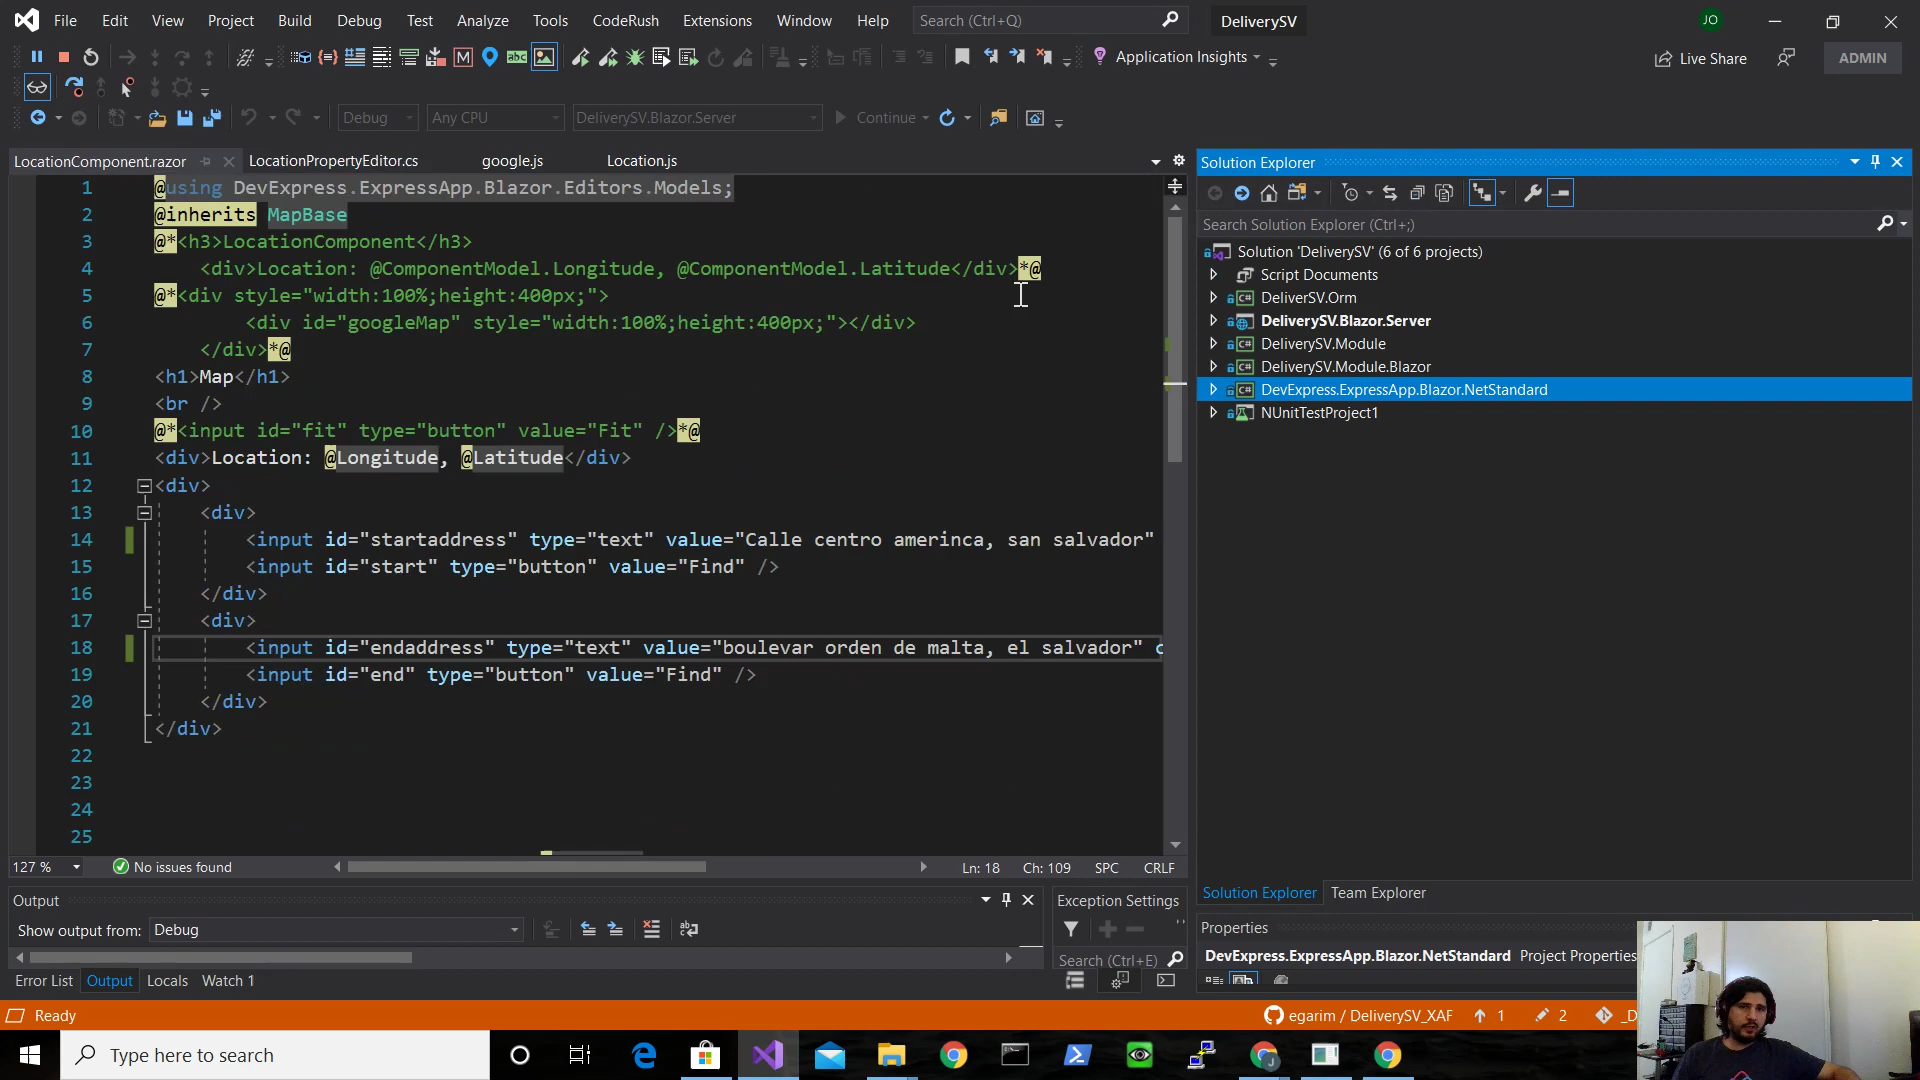 File Edit View Project Build Debug Test Analyze Tools CodeRush Extensions Window Help Search (Ctrl+Q) DeliverySV JO
Application Insights Live Share ADMIN
Debug Any CPU DeliverySV.Blazor.Server Continue
LocationComponent.razor LocationPropertyEditor.cs google.js Location.js
1 @using DevExpress.ExpressApp.Blazor.Editors.Models;
2 @inherits MapBase
3 @*<h3>LocationComponent</h3>
4 <div>Location: @ComponentModel.Longitude, @ComponentModel.Latitude</div>*@
5 @*<div style="width:100%;height:400px;">
6 <div id="googleMap" style="width:100%;height:400px;"></div>
7 </div>*@
8 <h1>Map</h1>
9 <br />
10 @*<input id="fit" type="button" value="Fit" />*@
11 <div>Location: @Longitude, @Latitude</div>
12 <div>
13 <div>
14 <input id="startaddress" type="text" value="Calle centro amerinca, san salvador"
15 <input id="start" type="button" value="Find" />
16 </div>
17 <div>
18 <input id="endaddress" type="text" value="boulevar orden de malta, el salvador" c
19 <input id="end" type="button" value="Find" />
20 </div>
21 </div>
22
23
24
25
127 % No issues found Ln: 18 Ch: 109 SPC CRLF
Output
Show output from: Debug
Error List Output Locals Watch 1
Exception Settings
Search (Ctrl+E)
Solution Explorer
Search Solution Explorer (Ctrl+;)
Solution 'DeliverySV' (6 of 6 projects)
Script Documents
DeliverSV.Orm
DeliverySV.Blazor.Server
DeliverySV.Module
DeliverySV.Module.Blazor
DevExpress.ExpressApp.Blazor.NetStandard
NUnitTestProject1
Solution Explorer Team Explorer
Properties
DevExpress.ExpressApp.Blazor.NetStandard Project Properties
Ready egarim / DeliverySV_XAF 1 2 _D
Type here to search